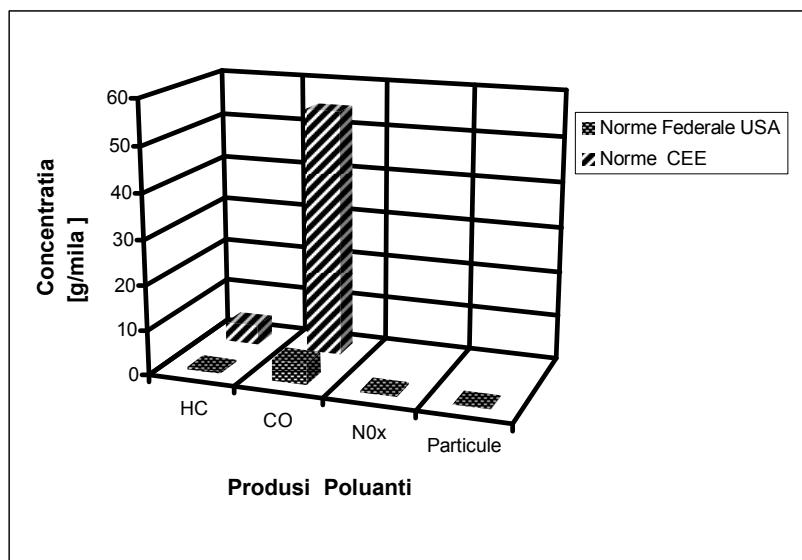 60
50
40
30
20
10
0
Concentratia
[g/mila ]
HC
CO
N0x
Particule
Produsi Poluanti
Norme Federale USA
Norme CEE